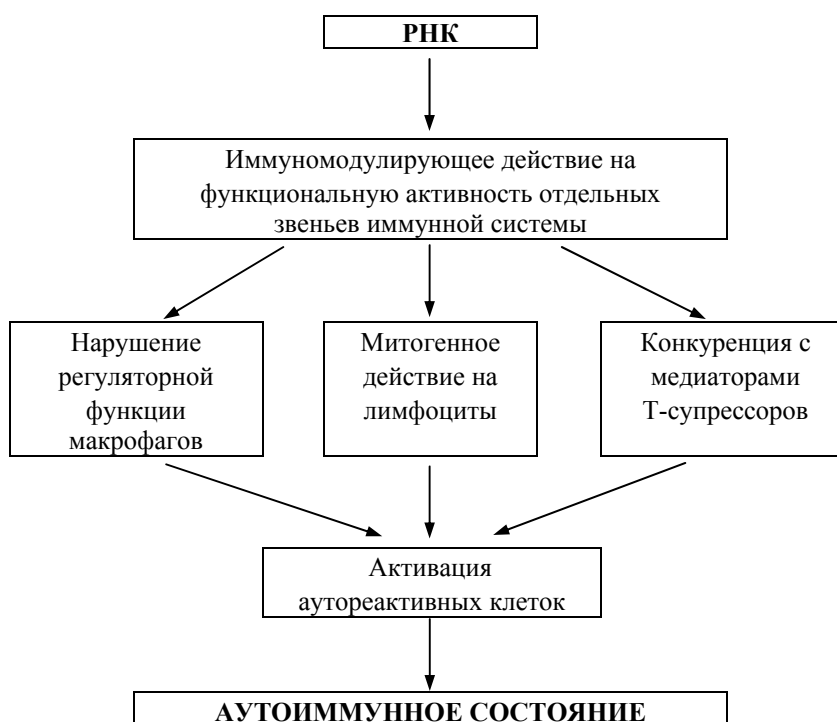 РНК
Иммуномодулирующее действие на
функциональную активность отдельных
звеньев иммунной системы
Нарушение
регуляторной
функции
макрофагов
Митогенное
действие на
лимфоциты
Конкуренция с
медиаторами
Т-супрессоров
Активация
аутореактивных клеток
АУТОИММУННОЕ СОСТОЯНИЕ